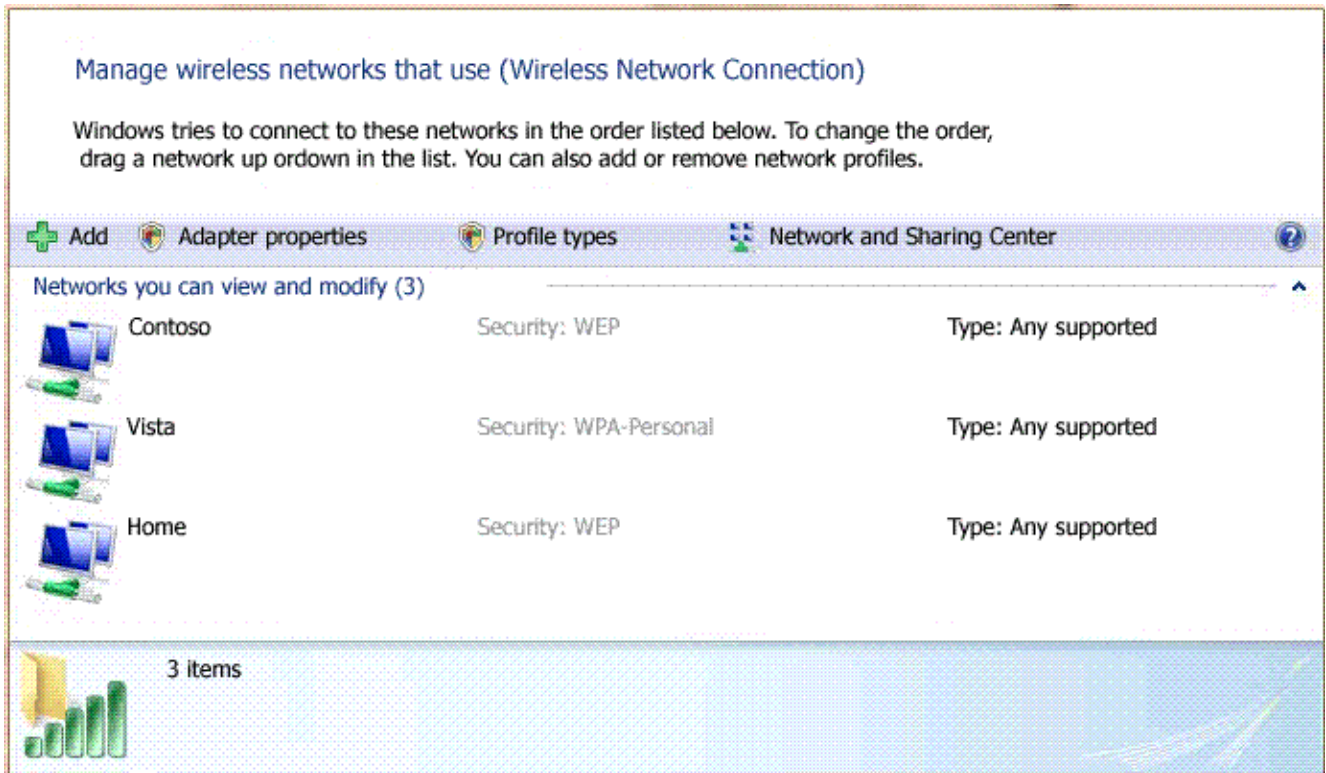 Manage wireless networks that use (Wireless Network Connection)
Windows tries to connect to these networks in the order listed below. To change the order,
drag a network up ordown in the list. You can also add or remove network profiles.
Add Adapter properties Profile types Network and Sharing Center
Networks you can view and modify (3)
Contoso Security: WEP Type: Any supported
Vista Security: WPA-Personal Type: Any supported
Home Security: WEP Type: Any supported
3 items